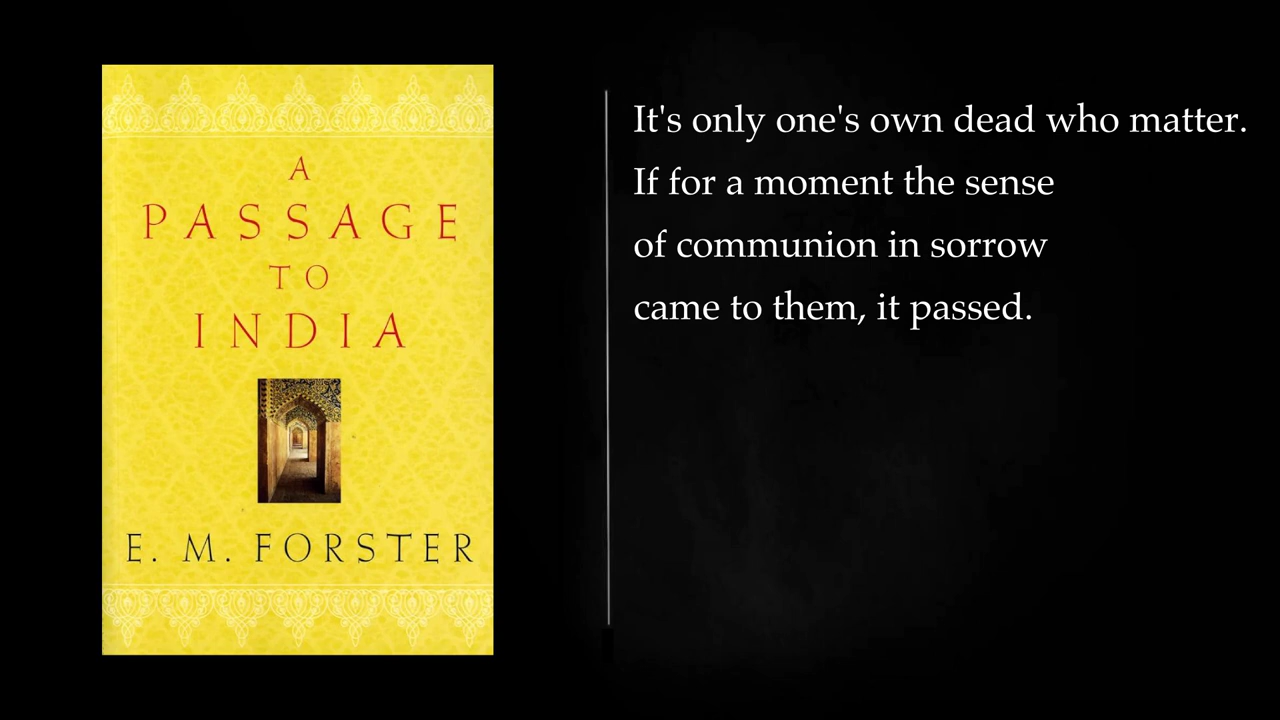 A
PASSAGE
TO
INDIA
E. M. FORSTER
It's only one's own dead who matter.
If for a moment the sense
of communion in sorrow
came to them, it passed.